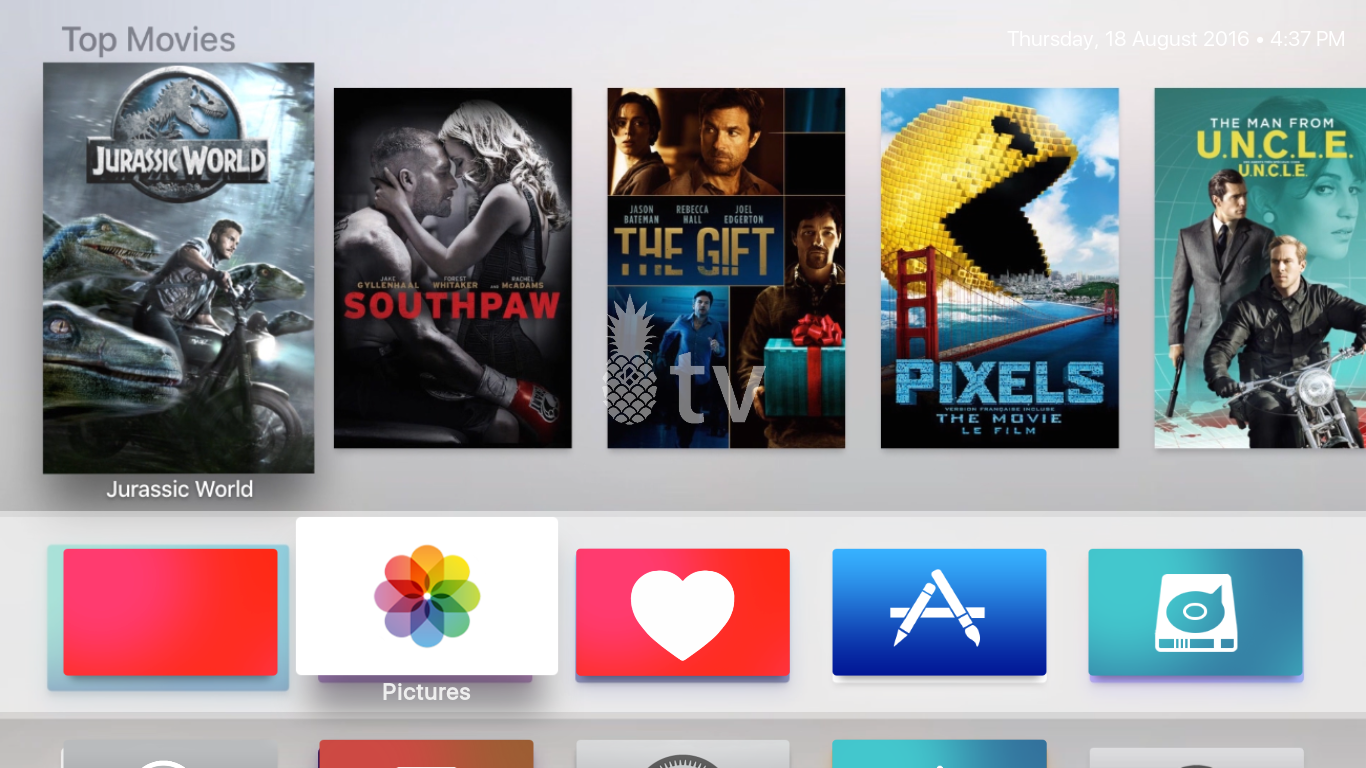 Top Movies
Thursday, 18 August 2016 • 4:37 PM
JURASSIC WORLD
Jurassic World
JAKE GYLLENHAAL
FOREST WHITAKER
AND RACHEL McADAMS
SOUTHPAW
JASON BATEMAN
REBECCA HALL
JOEL EDGERTON
THE GIFT
tv
PIXELS
VERSION FRANÇAISE INCLUSE
THE MOVIE
LE FILM
THE MAN FROM
U.N.C.L.E.
U.N.C.L.E.
Pictures